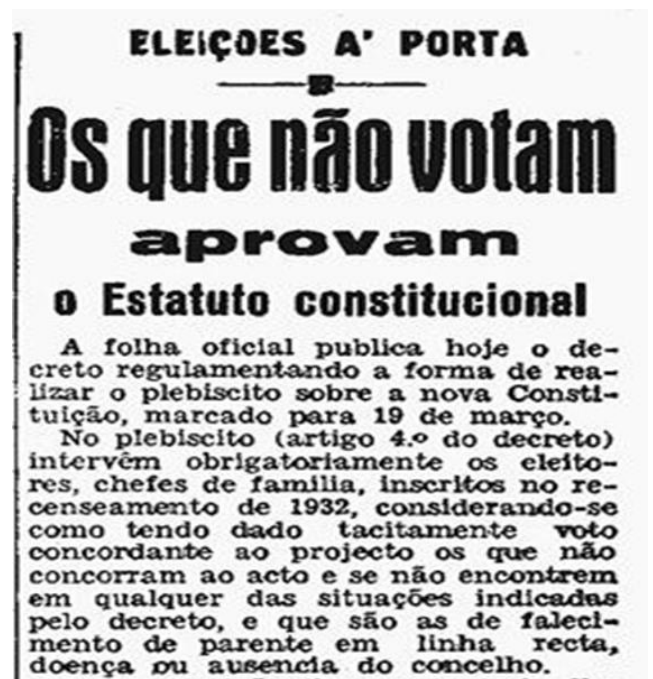 ELEIÇOES A' PORTA
Os que não votam
aprovam
o Estatuto constitucional
A folha oficial publica hoje o de-
creto regulamentando a forma de rea-
lizar o plebiscito sobre a nova Consti-
tuição, marcado para 19 de março.
No plebiscito (artigo 4.º do decreto)
intervêm obrigatoriamente os eleito-
res, chefes de familia, inscritos no re-
censeamento de 1932, considerando-se
como tendo dado tacitamente voto
concordante ao projecto os que não
concorram ao acto e se não encontrem
em qualquer das situações indicadas
pelo decreto, e que são as de faleci-
mento de parente em linha recta,
doença ou ausencia do concelho.